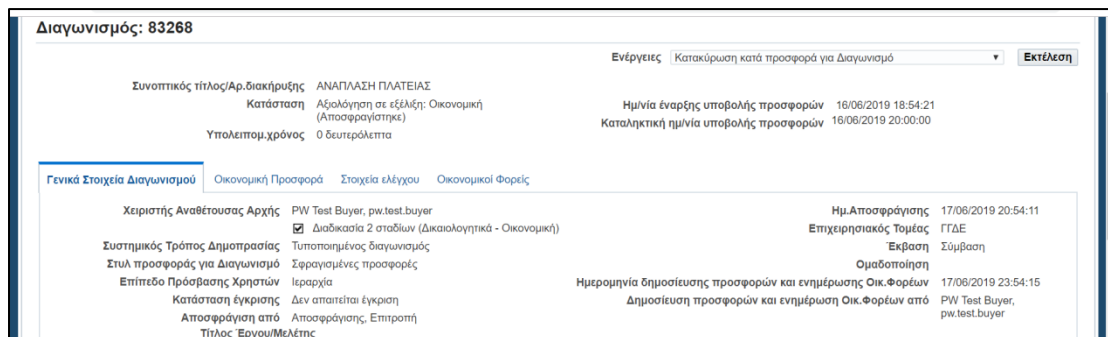 Διαγωνισμός: 83268
Ενέργειες Κατακύρωση κατά προσφορά για Διαγωνισμό Εκτέλεση
Συνοπτικός τίτλος/Αρ.διακήρυξης ΑΝΑΠΛΑΣΗ ΠΛΑΤΕΙΑΣ
Κατάσταση Αξιολόγηση σε εξέλιξη: Οικονομική
(Αποσφραγίστηκε)
Υπολειπομ.χρόνος 0 δευτερόλεπτα
Ημ/νία έναρξης υποβολής προσφορών 16/06/2019 18:54:21
Καταληκτική ημ/νία υποβολής προσφορών 16/06/2019 20:00:00
Γενικά Στοιχεία Διαγωνισμού Οικονομική Προσφορά Στοιχεία ελέγχου Οικονομικοί Φορείς
Χειριστής Αναθέτουσας Αρχής PW Test Buyer, pw.test.buyer
Διαδικασία 2 σταδίων (Δικαιολογητικά - Οικονομική)
Συστημικός Τρόπος Δημοπρασίας Τυποποιημένος διαγωνισμός
Στυλ προσφοράς για Διαγωνισμό Σφραγισμένες προσφορές
Επίπεδο Πρόσβασης Χρηστών Ιεραρχία
Κατάσταση έγκρισης Δεν απαιτείται έγκριση
Αποσφράγιση από Αποσφράγισης, Επιτροπή
Τίτλος Έργου/Μελέτης
Ημ.Αποσφράγισης 17/06/2019 20:54:11
Επιχειρησιακός Τομέας ΓΓΔΕ
Έκβαση Σύμβαση
Ομαδοποίηση
Ημερομηνία δημοσίευσης προσφορών και ενημέρωσης Οικ.Φορέων 17/06/2019 23:54:15
Δημοσίευση προσφορών και ενημέρωση Οικ.Φορέων από PW Test Buyer,
pw.test.buyer